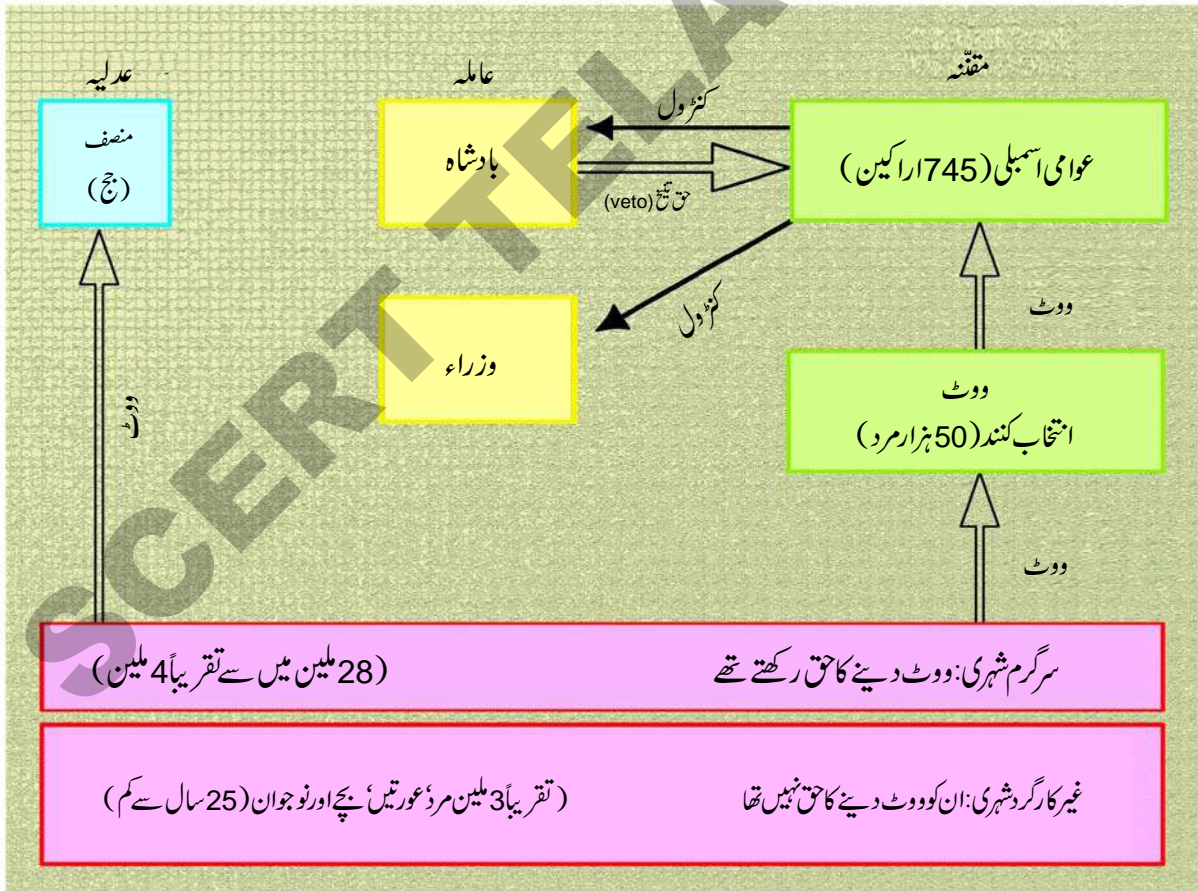 مقنّنہ
عاملہ
عدلیہ
عوامی اسمبلی (745 اراکین)
کنٹرول
حق تنیخ (veto)
بادشاہ
منصف
(جج)
کنٹرول
وزراء
ووٹ
ووٹ
انتخاب کنند (50 ہزار مرد)
ووٹ
ووٹ
سرگرم شہری: ووٹ دینے کا حق رکھتے تھے (28 ملین میں سے تقریباً 4 ملین)
غیر کارگرد شہری: ان کو ووٹ دینے کا حق نہیں تھا (تقریباً 3 ملین مرد، عورتیں، بچے اور نوجوان (25 سال سے کم)
SCERT TELA